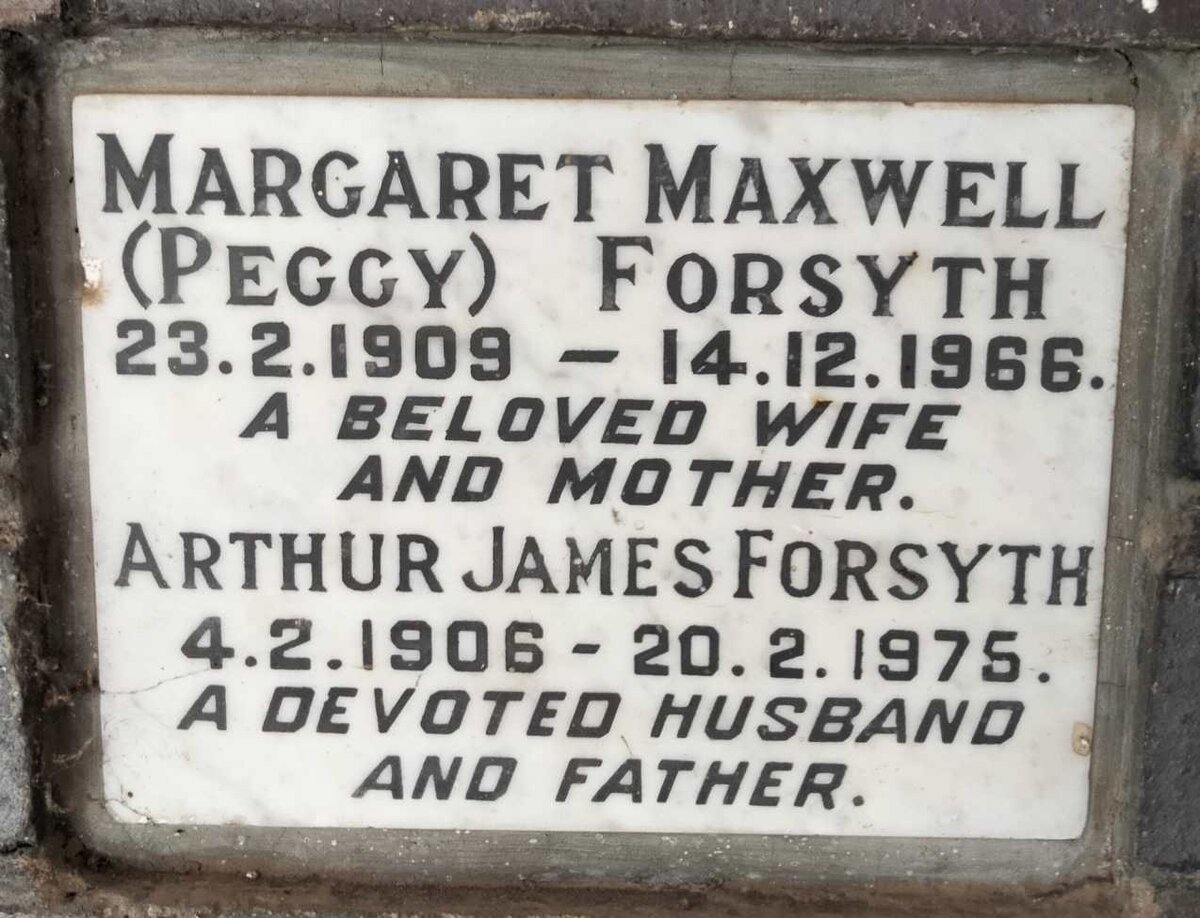 MARGARET MAXWELL
(PEGGY) FORSYTH
23.2.1909 – 14.12.1966.
A BELOVED WIFE
AND MOTHER.
ARTHUR JAMES FORSYTH
4.2.1906 - 20.2.1975.
A DEVOTED HUSBAND
AND FATHER.